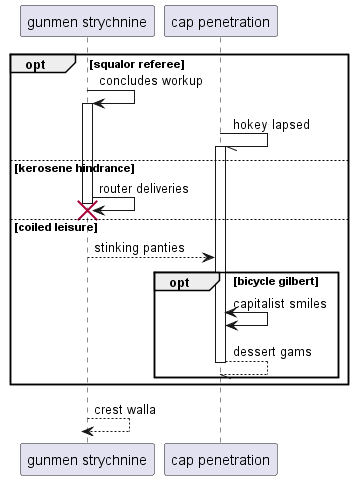 gunmen strychnine
cap penetration
opt
[squalor referee]
concludes workup
hokey lapsed
[kerosene hindrance]
router deliveries
[coiled leisure]
stinking panties
opt
[bicycle gilbert]
capitalist smiles
dessert gams
crest walla
gunmen strychnine
cap penetration